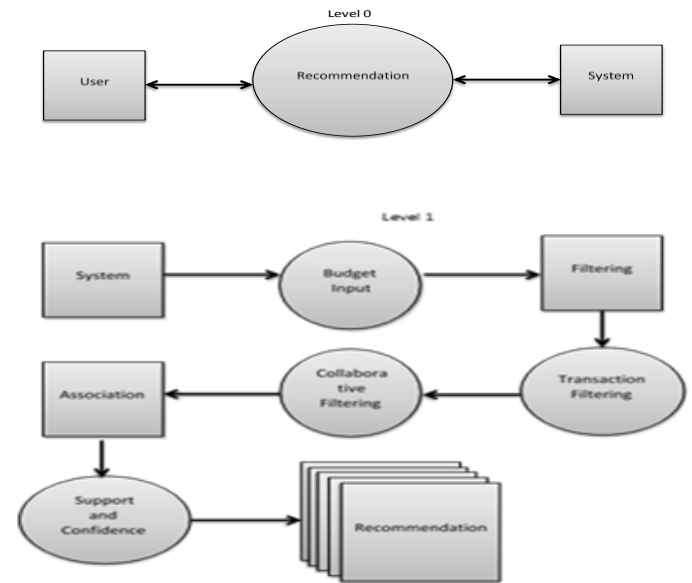 Level 0
User
Recommendation
System
Level 1
System
Budget
Input
Filtering
Association
Collabora
tive
Filtering
Transaction
Filtering
Support
and
Confidence
Recommendation